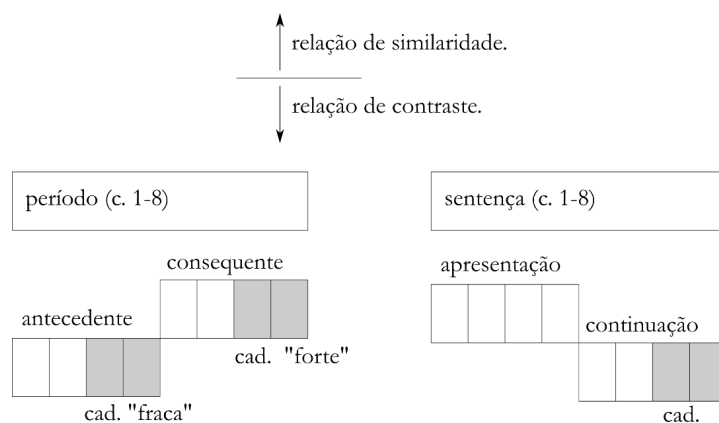 relação de similaridade.
relação de contraste.
período (c. 1-8)
consequente
antecedente
cad. "forte"
cad. "fraca"
sentença (c. 1-8)
apresentação
continuação
cad.